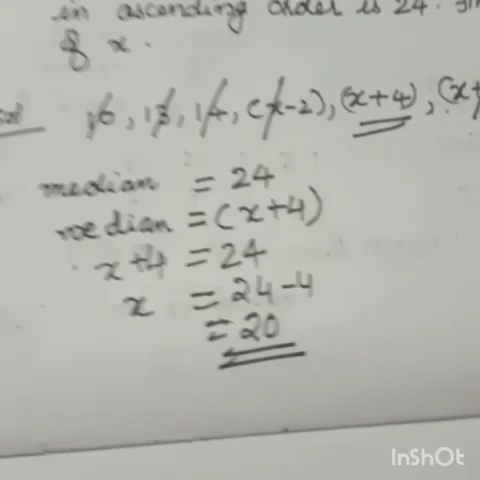 in ascending order is 24.
of x.
sol 10, 13, 14, (x-2), (x+4), (x+
median = 24
median = (x+4)
x+4 = 24
x = 24-4
= 20
InShOt